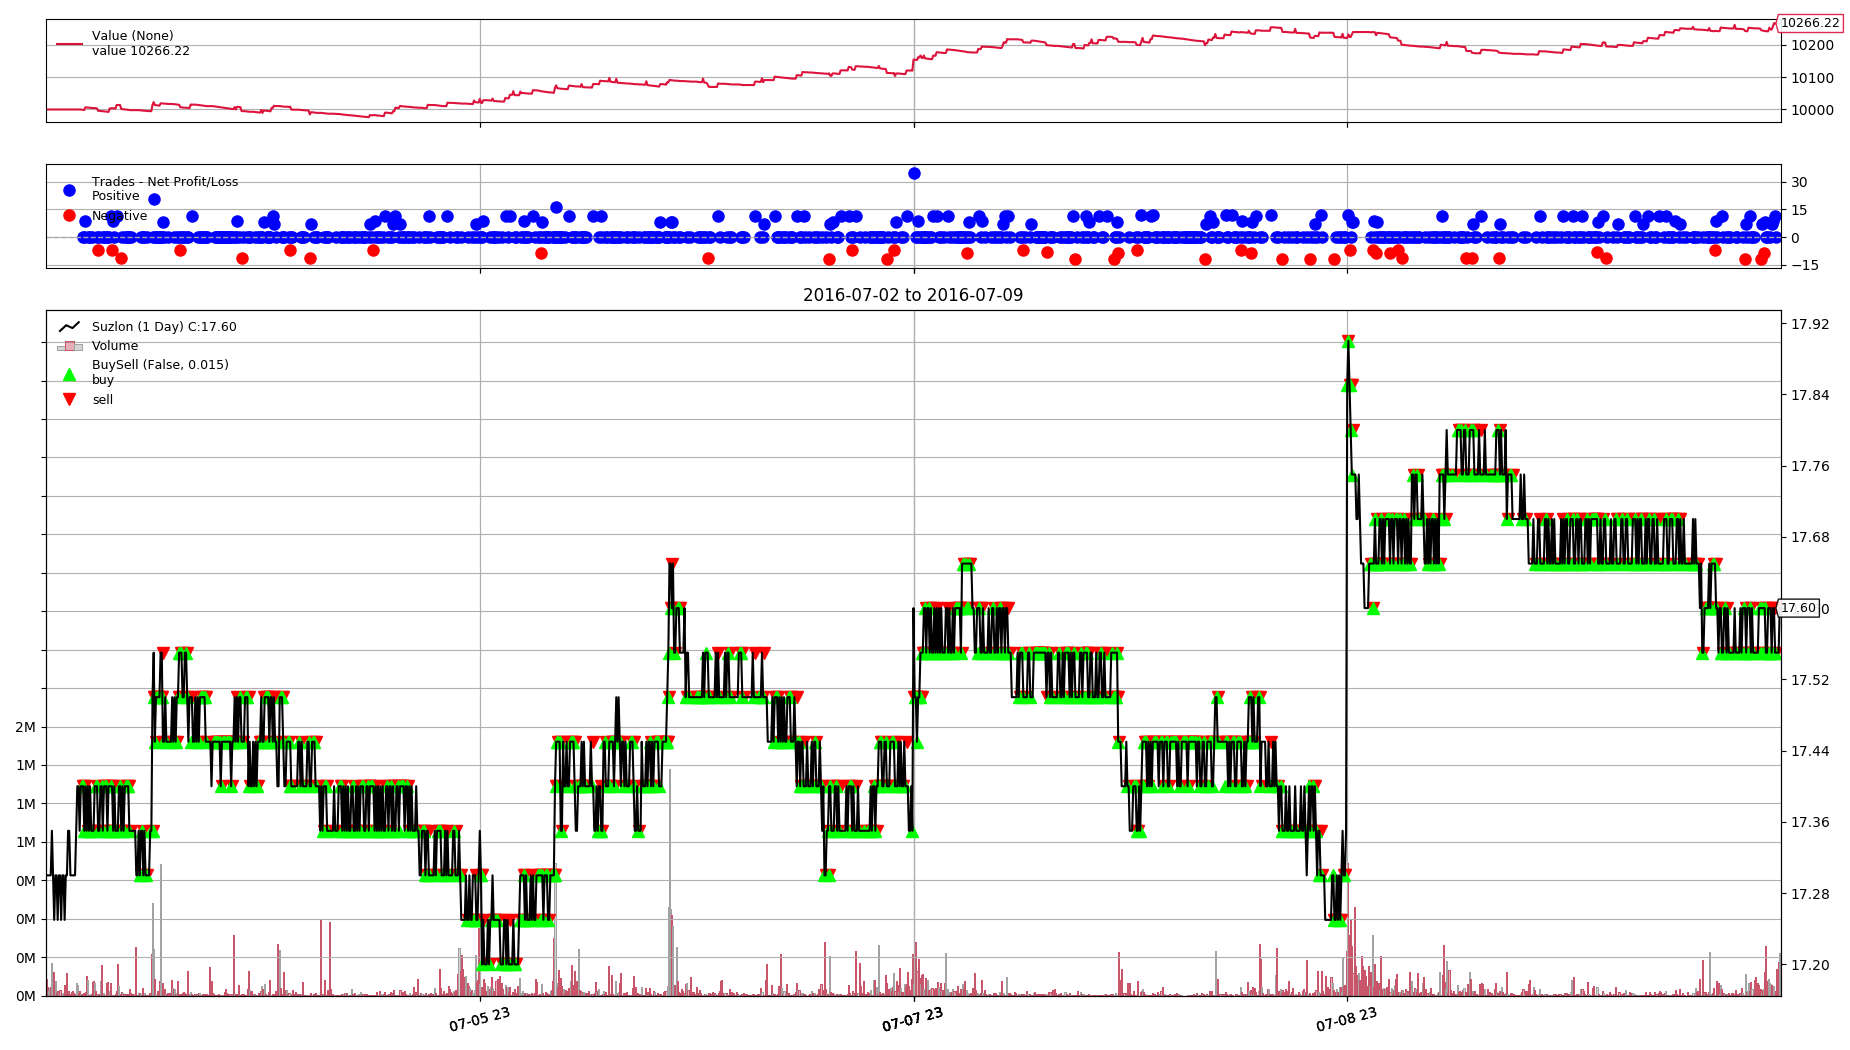 Value (None)
value 10266.22
10266.22
10200
10100
10000
Trades - Net Profit/Loss
Positive
Negative
30
15
0
−15
2016-07-02 to 2016-07-09
Suzlon (1 Day) C:17.60
Volume
BuySell (False, 0.015)
buy
sell
17.92
17.84
17.76
17.68
17.60
0
17.52
17.44
17.36
17.28
17.20
2M
1M
1M
1M
0M
0M
0M
0M
07-05 23
07-07 23
07-08 23